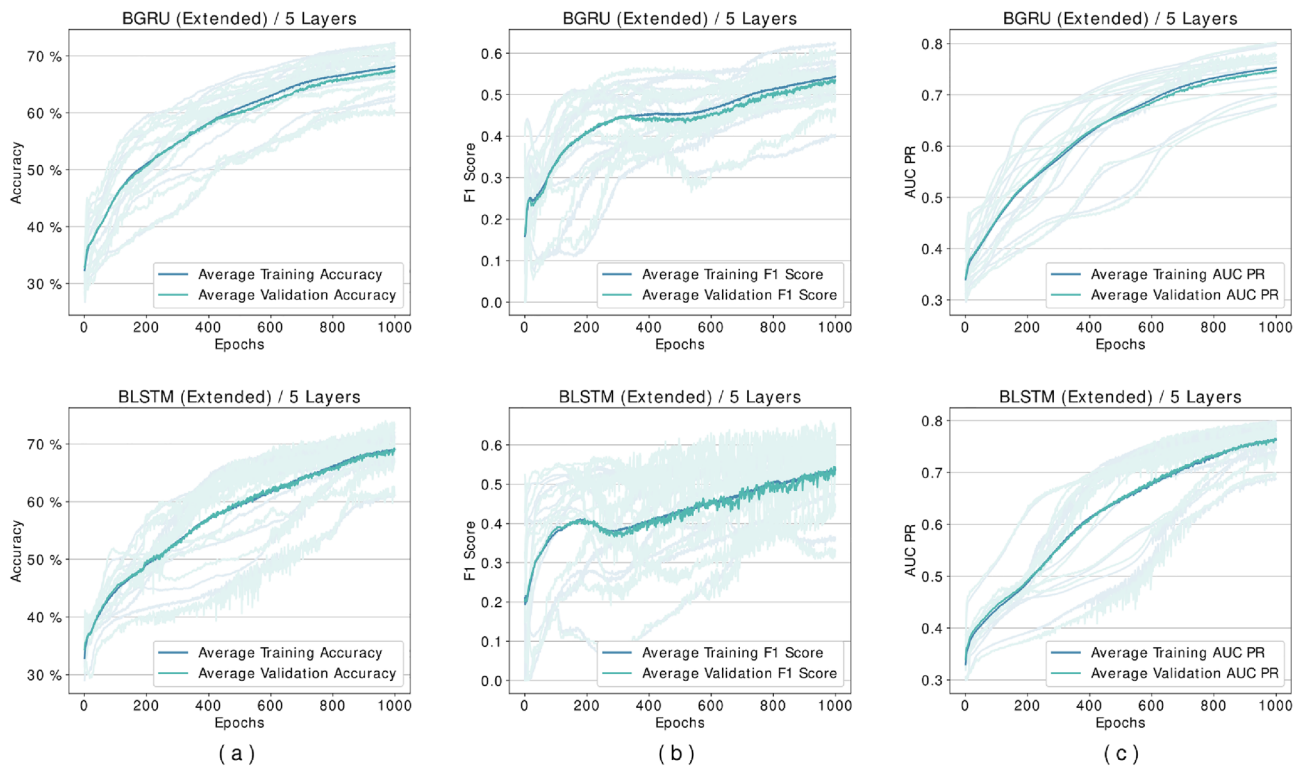 BGRU (Extended) / 5 Layers
70 %
60 %
50 %
40 %
30 %
Accuracy
Average Training Accuracy
Average Validation Accuracy
0 200 400 600 800 1000
Epochs
BGRU (Extended) / 5 Layers
0.6
0.5
0.4
0.3
0.2
0.1
0.0
F1 Score
Average Training F1 Score
Average Validation F1 Score
0 200 400 600 800 1000
Epochs
BGRU (Extended) / 5 Layers
0.8
0.7
0.6
0.5
0.4
0.3
AUC PR
Average Training AUC PR
Average Validation AUC PR
0 200 400 600 800 1000
Epochs
BLSTM (Extended) / 5 Layers
70 %
60 %
50 %
40 %
30 %
Accuracy
Average Training Accuracy
Average Validation Accuracy
0 200 400 600 800 1000
Epochs
( a )
BLSTM (Extended) / 5 Layers
0.6
0.5
0.4
0.3
0.2
0.1
0.0
F1 Score
Average Training F1 Score
Average Validation F1 Score
0 200 400 600 800 1000
Epochs
( b )
BLSTM (Extended) / 5 Layers
0.8
0.7
0.6
0.5
0.4
0.3
AUC PR
Average Training AUC PR
Average Validation AUC PR
0 200 400 600 800 1000
Epochs
( c )